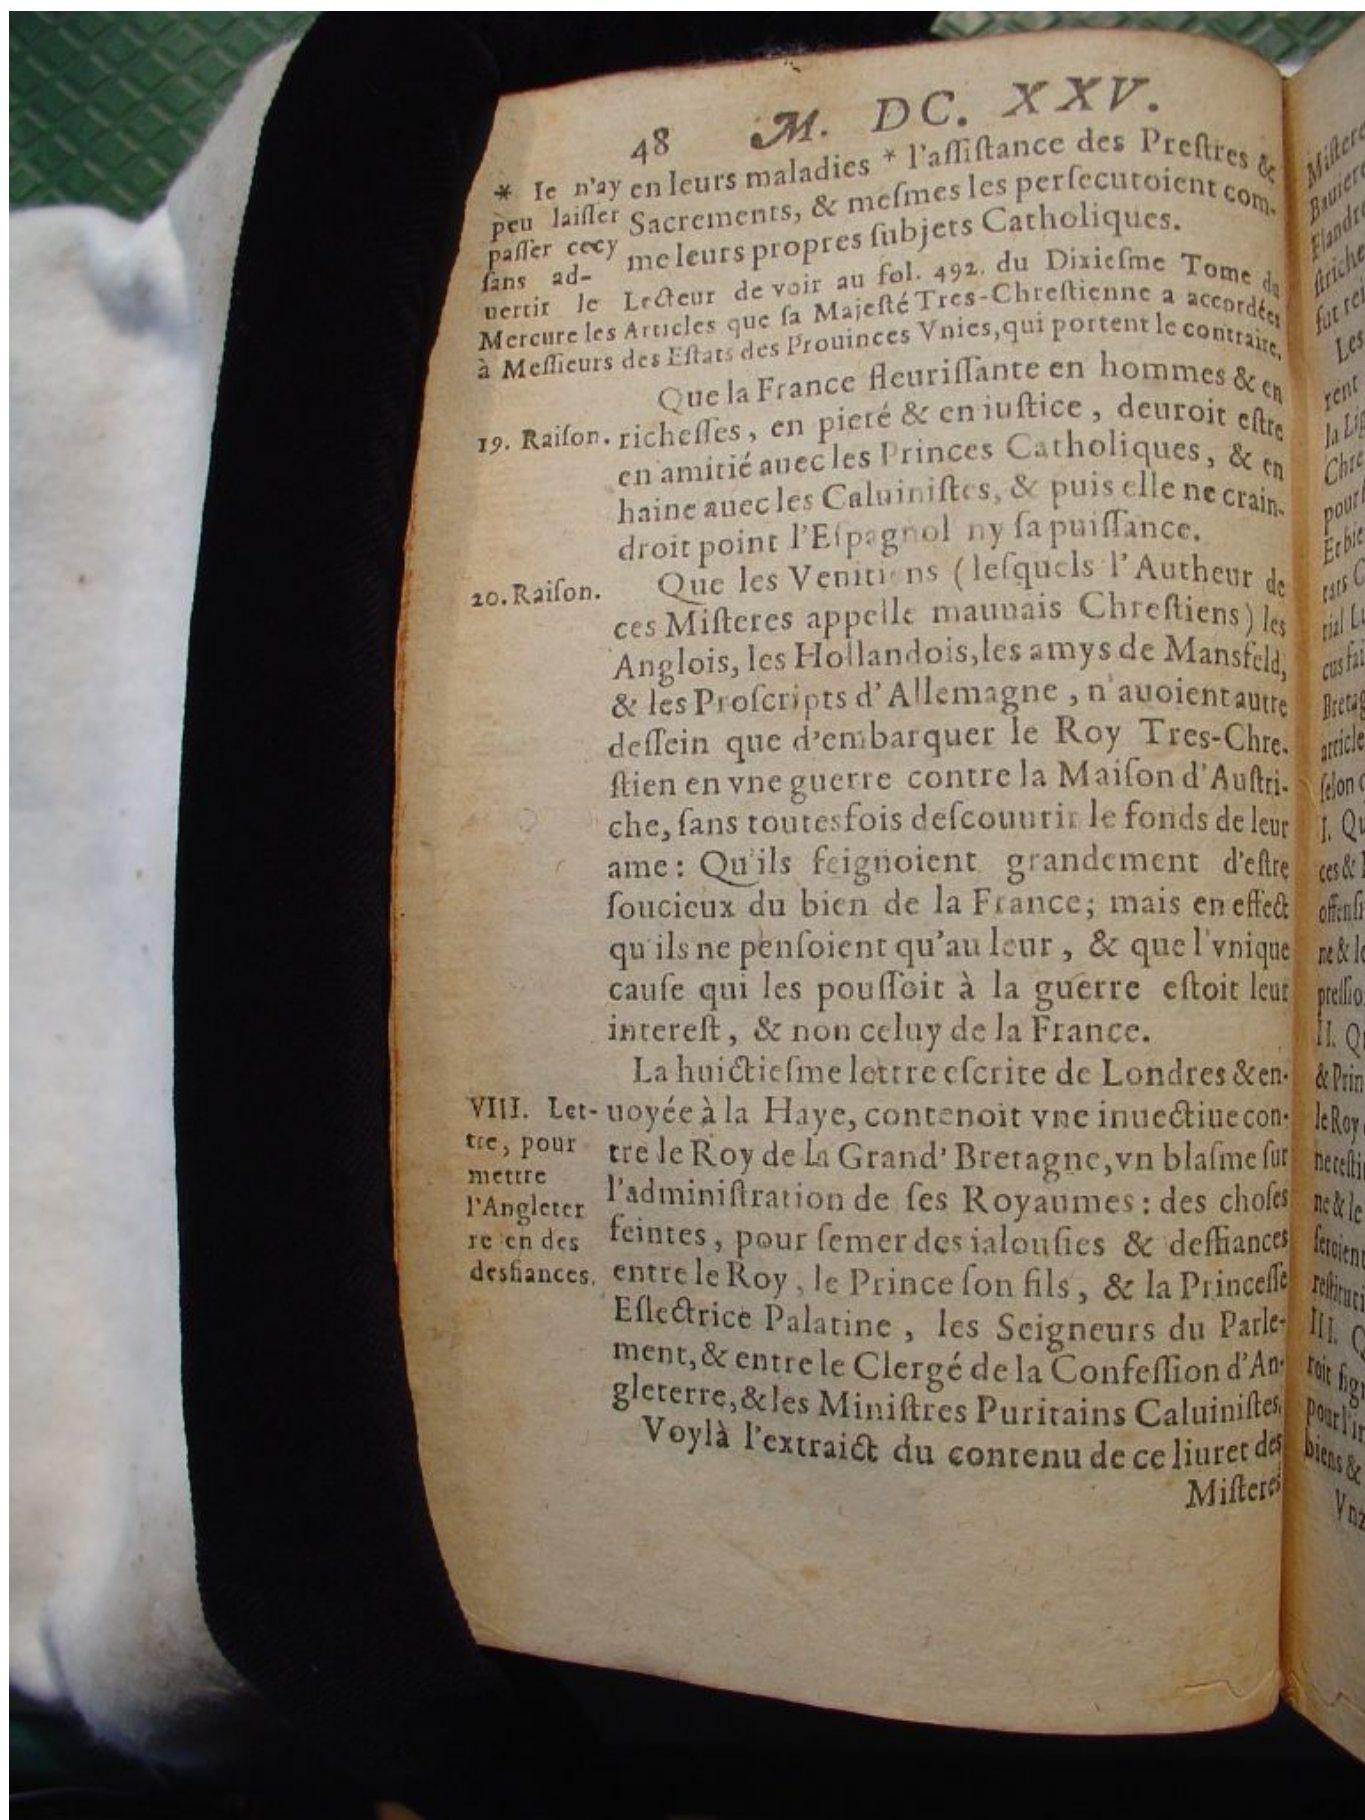 48 M. DC. XXV.
en leurs maladies * l'aſſiſtance des Preſtres &
Sacrements, & meſmes les perſecutoient com-
me leurs propres ſubjets Catholiques.
* Ie n'ay
peu laiſſer
paſſer cecy
ſans ad-
uertir le Lecteur de voir au fol. 492. du Dixieſme Tome du
Mercure les Articles que ſa Majeſté Tres-Chreſtienne a accordées
à Meſſieurs des Eſtats des Prouinces Vnies, qui portent le contraire.
Que la France fleuriſſante en hommes & en
19. Raiſon.
richeſſes, en pieté & en iuſtice, deuroit eſtre
en amitié auec les Princes Catholiques, & en
haine auec les Caluiniſtes, & puis elle ne crain-
droit point l'Eſpagnol ny ſa puiſſance.
20. Raiſon.
Que les Venitiens (leſquels l'Autheur de
ces Miſteres appelle mauuais Chreſtiens) les
Anglois, les Hollandois, les amys de Mansfeld,
& les Proſcripts d'Allemagne, n'auoient autre
deſſein que d'embarquer le Roy Tres-Chre-
ſtien en vne guerre contre la Maiſon d'Auſtri-
che, ſans toutesfois deſcouurir le fonds de leur
ame: Qu'ils feignoient grandement d'eſtre
ſoucieux du bien de la France; mais en effect
qu'ils ne penſoient qu'au leur, & que l'vnique
cauſe qui les pouſſoit à la guerre eſtoit leur
intereſt, & non celuy de la France.
La huictieſme lettre eſcrite de Londres & en-
VIII. Let-
tre, pour
mettre
l'Angleter
re en des
desfiances.
uoyée à la Haye, contenoit vne inuectiue con-
tre le Roy de la Grand' Bretagne, vn blaſme ſur
l'adminiſtration de ſes Royaumes: des choſes
feintes, pour ſemer des ialouſies & deffiances
entre le Roy, le Prince ſon fils, & la Princeſſe
Eſlectrice Palatine, les Seigneurs du Parle-
ment, & entre le Clergé de la Confeſſion d'An-
gleterre, & les Miniſtres Puritains Caluiniſtes.
Voylà l'extraict du contenu de ce liuret des
Miſteres